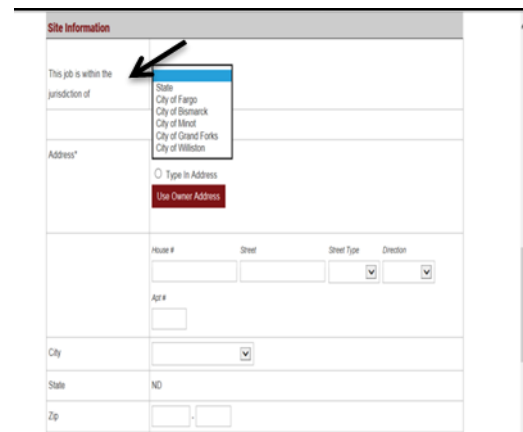 Site Information
This job is within the
jurisdiction of
State
City of Fargo
City of Bismarck
City of Minot
City of Grand Forks
City of Williston
Address*
Type In Address
Use Owner Address
House # Street Street Type Direction
Apt #
City
State ND
Zip -